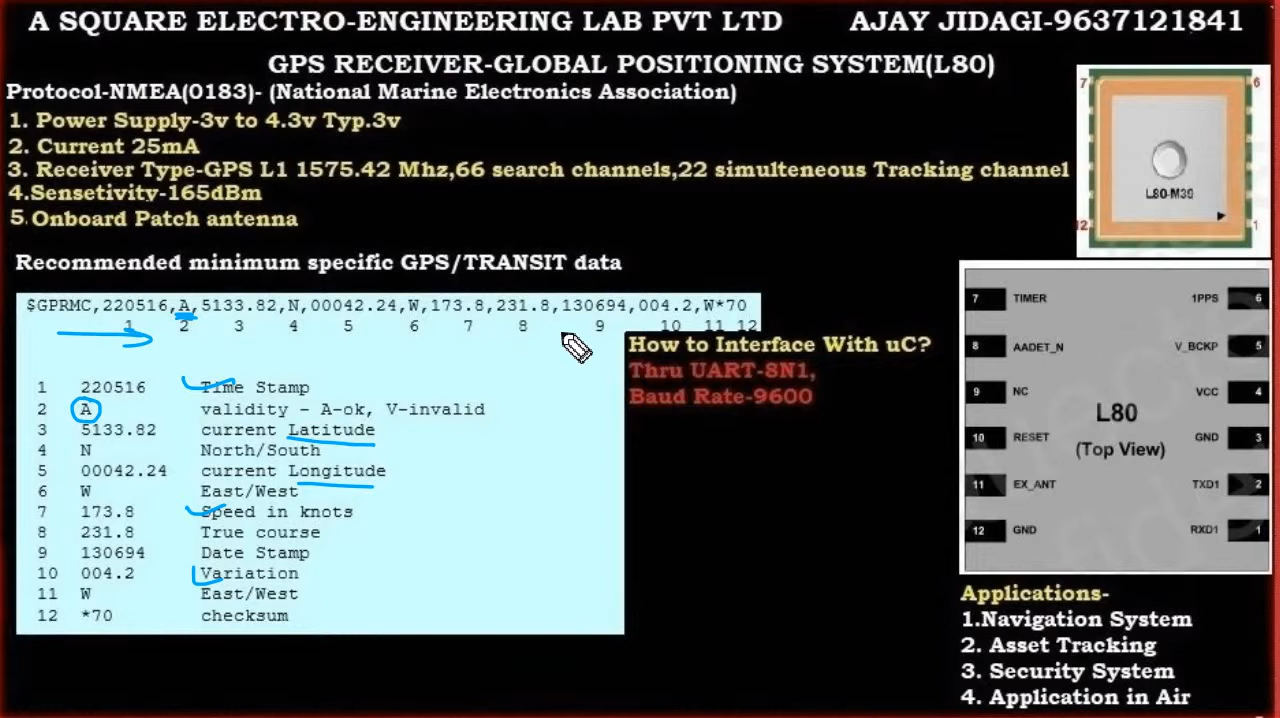 A SQUARE ELECTRO-ENGINEERING LAB PVT LTD AJAY JIDAGI-9637121841
GPS RECEIVER-GLOBAL POSITIONING SYSTEM(L80)
Protocol-NMEA(0183)- (National Marine Electronics Association)
1. Power Supply-3v to 4.3v Typ.3v
2. Current 25mA
3. Receiver Type-GPS L1 1575.42 Mhz,66 search channels,22 simulteneous Tracking channel
4.Sensetivity-165dBm
5.Onboard Patch antenna
7 6
L80-M39
12 1
Recommended minimum specific GPS/TRANSIT data
$GPRMC,220516,A,5133.82,N,00042.24,W,173.8,231.8,130694,004.2,W*70
1 2 3 4 5 6 7 8 9 10 11 12
1 220516 Time Stamp
2 A validity - A-ok, V-invalid
3 5133.82 current Latitude
4 N North/South
5 00042.24 current Longitude
6 W East/West
7 173.8 Speed in knots
8 231.8 True course
9 130694 Date Stamp
10 004.2 Variation
11 W East/West
12 *70 checksum
How to Interface With uC?
Thru UART-8N1,
Baud Rate-9600
7 TIMER 1PPS 6
8 AADET_N V_BCKP 5
9 NC VCC 4
10 RESET GND 3
11 EX_ANT TXD1 2
12 GND RXD1 1
L80
(Top View)
Applications-
1.Navigation System
2. Asset Tracking
3. Security System
4. Application in Air